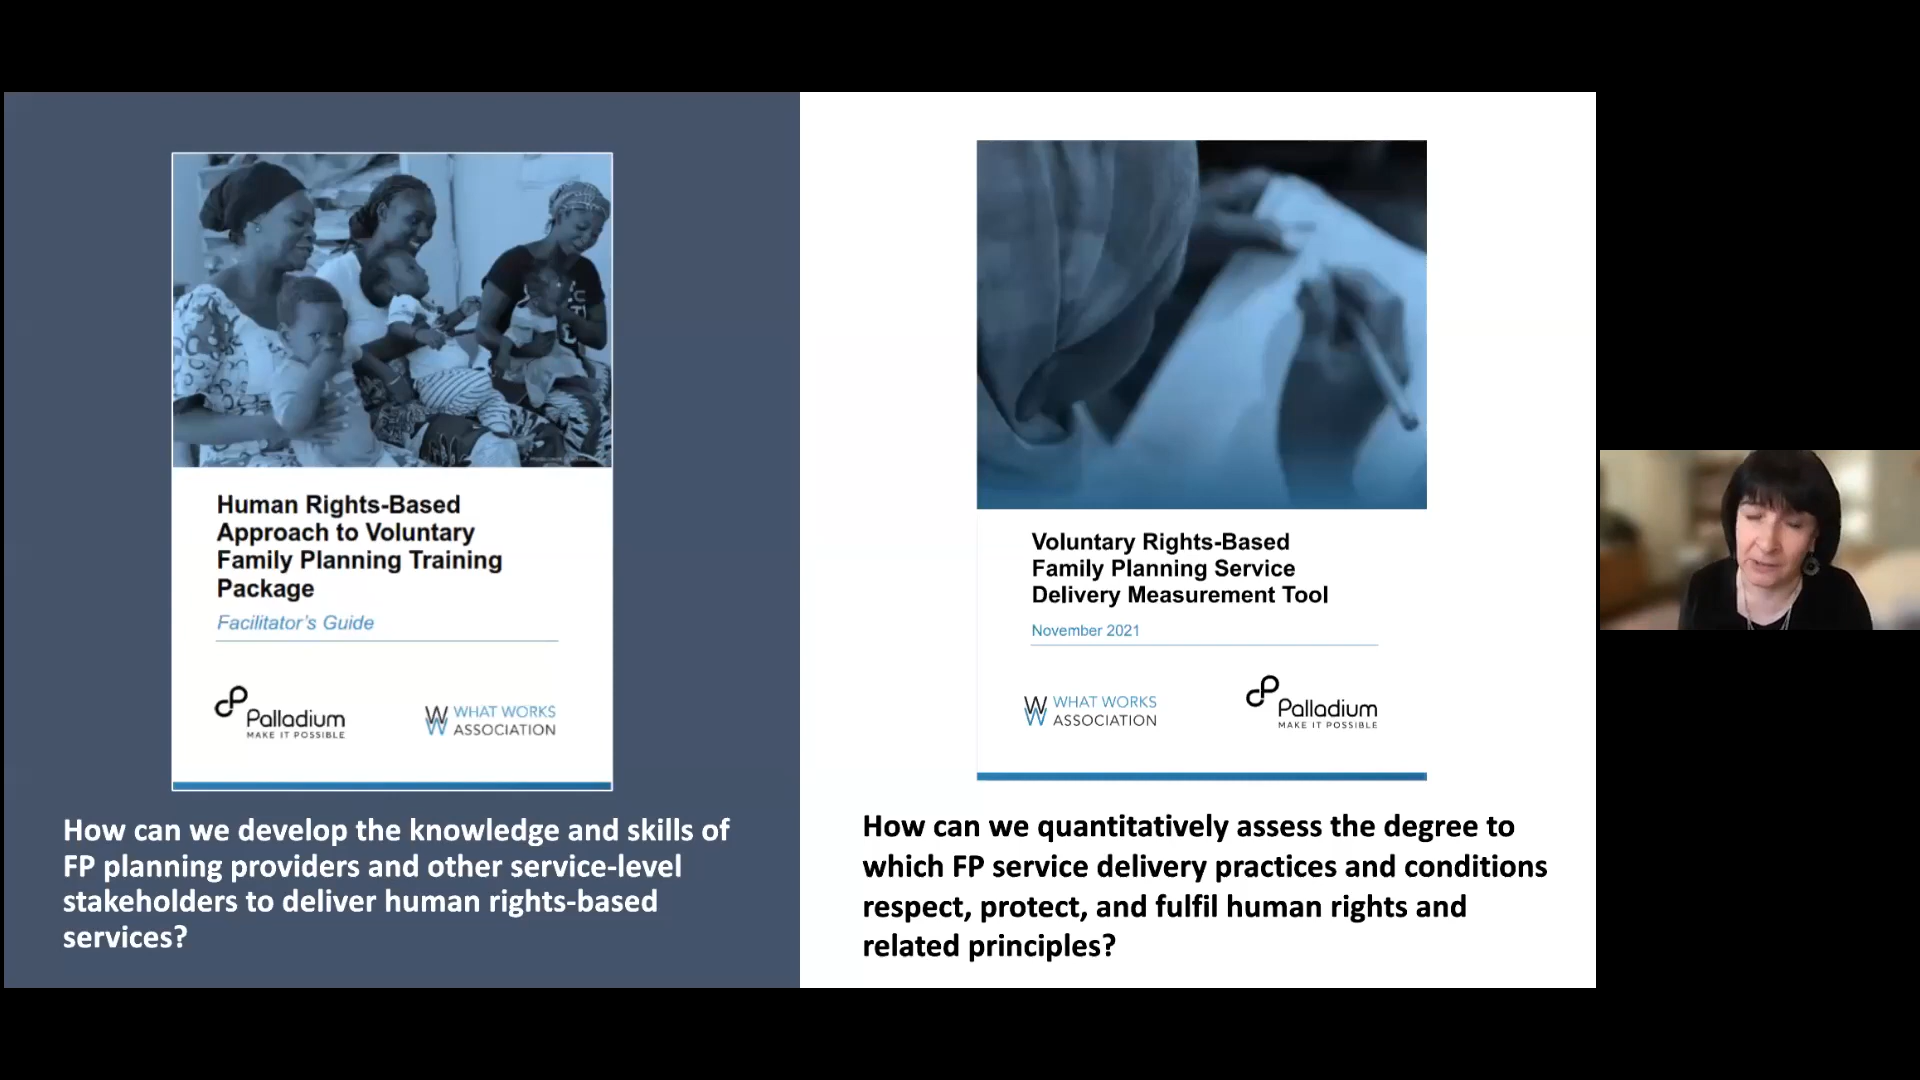 Human Rights-Based
Approach to Voluntary
Family Planning Training
Package
Facilitator's Guide
Palladium
MAKE IT POSSIBLE
WHAT WORKS
ASSOCIATION
How can we develop the knowledge and skills of
FP planning providers and other service-level
stakeholders to deliver human rights-based
services?
Voluntary Rights-Based
Family Planning Service
Delivery Measurement Tool
November 2021
WHAT WORKS
ASSOCIATION
Palladium
MAKE IT POSSIBLE
How can we quantitatively assess the degree to
which FP service delivery practices and conditions
respect, protect, and fulfil human rights and
related principles?